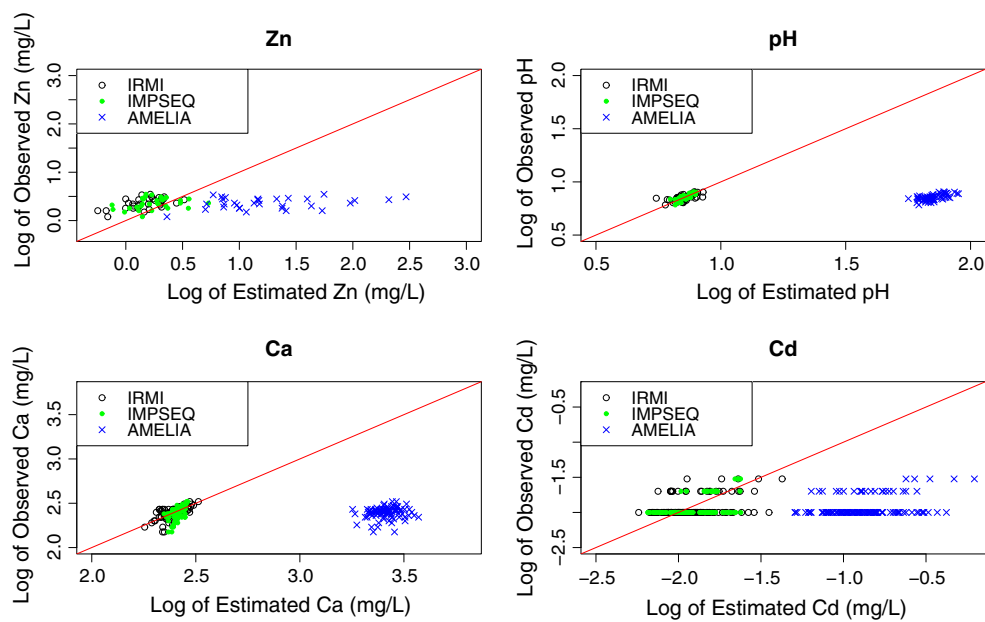 Zn
Log of Observed Zn (mg/L)
3.0
2.0
1.0
0.0
IRMI
IMPSEQ
AMELIA
0.0 0.5 1.0 1.5 2.0 2.5 3.0
Log of Estimated Zn (mg/L)
pH
Log of Observed pH
2.0
1.5
1.0
0.5
IRMI
IMPSEQ
AMELIA
0.5 1.0 1.5 2.0
Log of Estimated pH
Ca
Log of Observed Ca (mg/L)
3.5
3.0
2.5
2.0
IRMI
IMPSEQ
AMELIA
2.0 2.5 3.0 3.5
Log of Estimated Ca (mg/L)
Cd
Log of Observed Cd (mg/L)
−0.5
−1.5
−2.5
IRMI
IMPSEQ
AMELIA
−2.5 −2.0 −1.5 −1.0 −0.5
Log of Estimated Cd (mg/L)